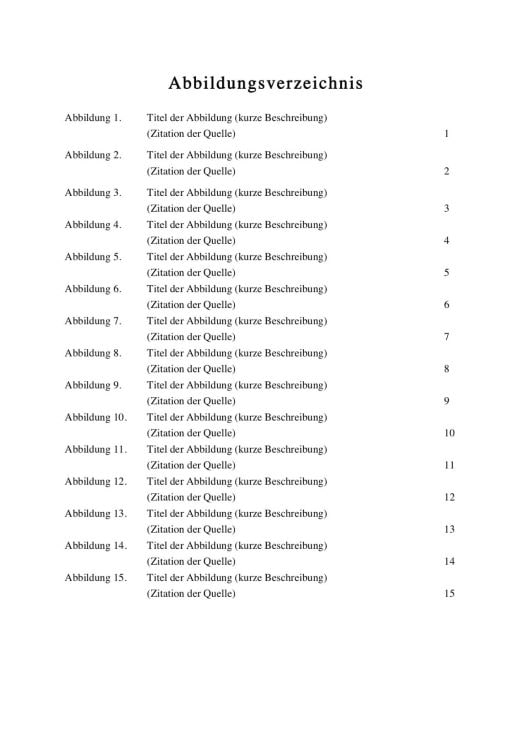 Abbildungsverzeichnis
Abbildung 1. Titel der Abbildung (kurze Beschreibung)
(Zitation der Quelle) 1
Abbildung 2. Titel der Abbildung (kurze Beschreibung)
(Zitation der Quelle) 2
Abbildung 3. Titel der Abbildung (kurze Beschreibung)
(Zitation der Quelle) 3
Abbildung 4. Titel der Abbildung (kurze Beschreibung)
(Zitation der Quelle) 4
Abbildung 5. Titel der Abbildung (kurze Beschreibung)
(Zitation der Quelle) 5
Abbildung 6. Titel der Abbildung (kurze Beschreibung)
(Zitation der Quelle) 6
Abbildung 7. Titel der Abbildung (kurze Beschreibung)
(Zitation der Quelle) 7
Abbildung 8. Titel der Abbildung (kurze Beschreibung)
(Zitation der Quelle) 8
Abbildung 9. Titel der Abbildung (kurze Beschreibung)
(Zitation der Quelle) 9
Abbildung 10. Titel der Abbildung (kurze Beschreibung)
(Zitation der Quelle) 10
Abbildung 11. Titel der Abbildung (kurze Beschreibung)
(Zitation der Quelle) 11
Abbildung 12. Titel der Abbildung (kurze Beschreibung)
(Zitation der Quelle) 12
Abbildung 13. Titel der Abbildung (kurze Beschreibung)
(Zitation der Quelle) 13
Abbildung 14. Titel der Abbildung (kurze Beschreibung)
(Zitation der Quelle) 14
Abbildung 15. Titel der Abbildung (kurze Beschreibung)
(Zitation der Quelle) 15